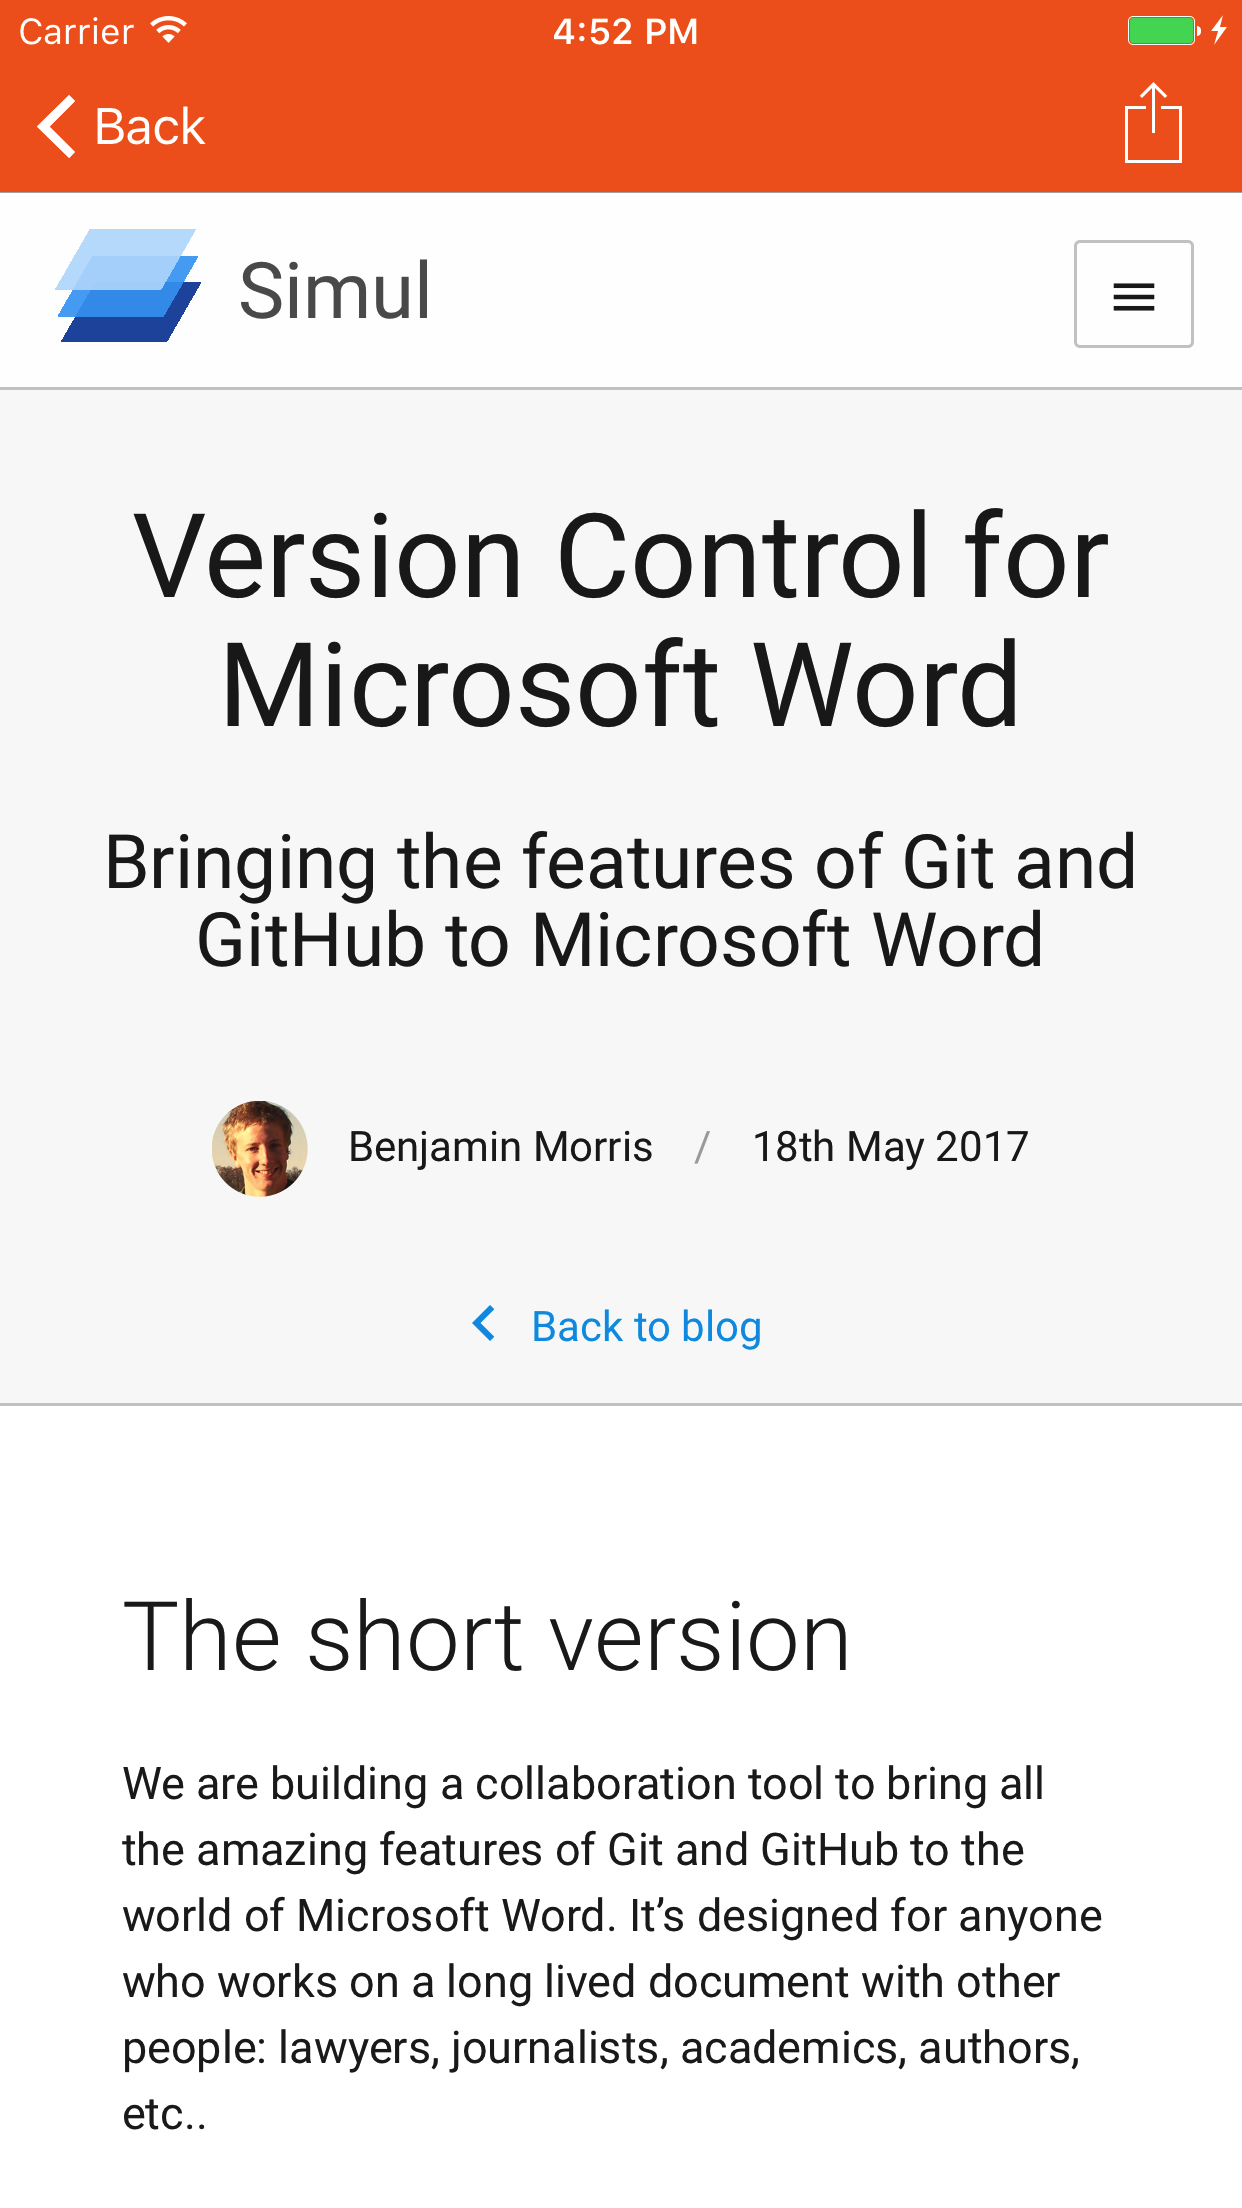 Carrier
4:52 PM
Back
Simul
Version Control for
Microsoft Word
Bringing the features of Git and
GitHub to Microsoft Word
Benjamin Morris / 18th May 2017
Back to blog
The short version
We are building a collaboration tool to bring all
the amazing features of Git and GitHub to the
world of Microsoft Word. It’s designed for anyone
who works on a long lived document with other
people: lawyers, journalists, academics, authors,
etc..